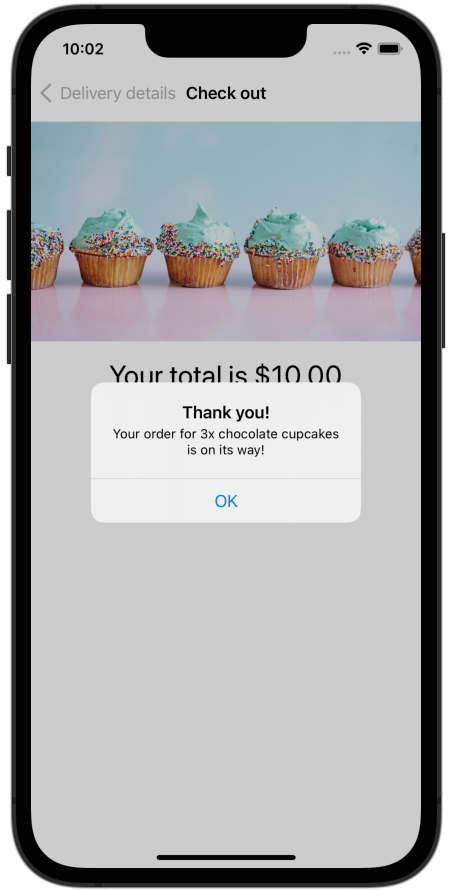 10:02
Delivery details Check out
Your total is $10.00
Thank you!
Your order for 3x chocolate cupcakes
is on its way!
OK